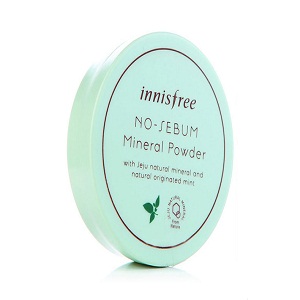 innisfree
NO-SEBUM
Mineral Powder
with Jeju natural mineral and
natural originated mint